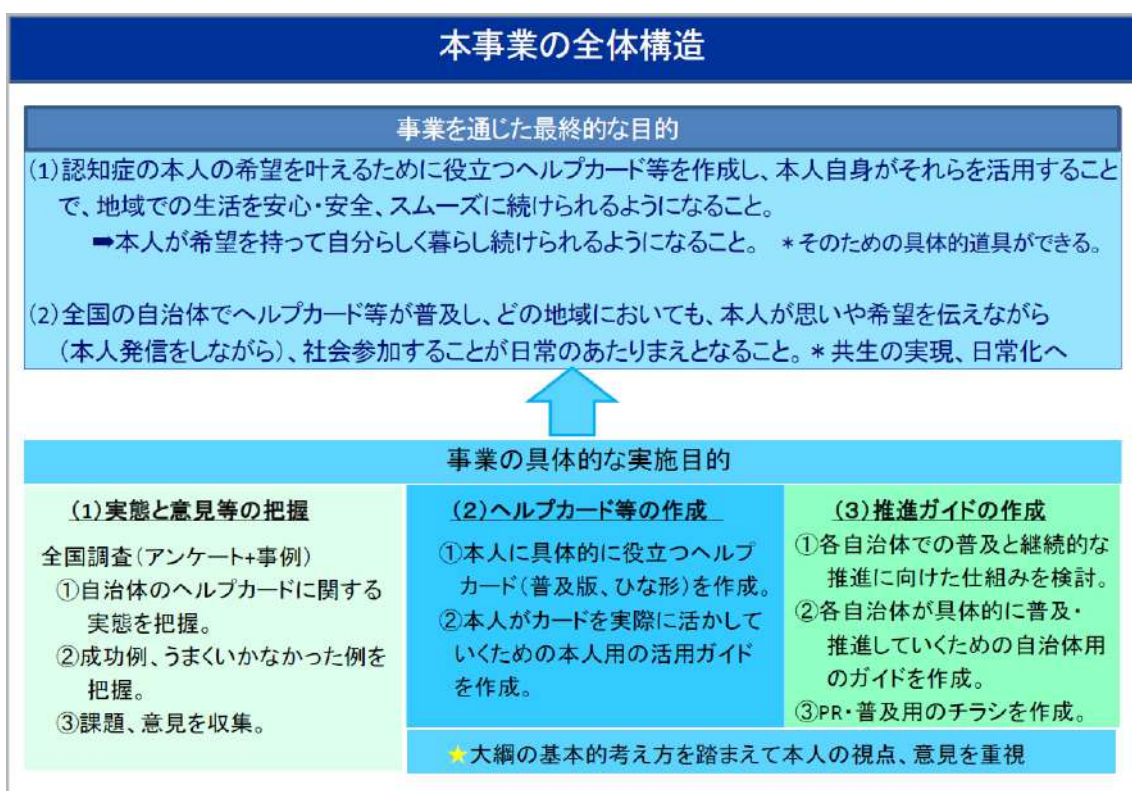 本事業の全体構造
事業を通じた最終的な目的
(1)認知症の本人の希望を叶えるために役立つヘルプカード等を作成し、本人自身がそれらを活用すること
で、地域での生活を安心・安全、スムーズに続けられるようになること。
➡本人が希望を持って自分らしく暮らし続けられるようになること。 *そのための具体的道具ができる。
(2)全国の自治体でヘルプカード等が普及し、どの地域においても、本人が思いや希望を伝えながら
(本人発信をしながら)、社会参加することが日常のあたりまえとなること。*共生の実現、日常化へ
事業の具体的な実施目的
(1)実態と意見等の把握
全国調査(アンケート+事例)
①自治体のヘルプカードに関する
実態を把握。
②成功例、うまくいかなかった例を
把握。
③課題、意見を収集。
(2)ヘルプカード等の作成
①本人に具体的に役立つヘルプ
カード(普及版、ひな形)を作成。
②本人がカードを実際に活かして
いくための本人用の活用ガイド
を作成。
(3)推進ガイドの作成
①各自治体での普及と継続的な
推進に向けた仕組みを検討。
②各自治体が具体的に普及・
推進していくための自治体用
のガイドを作成。
③PR・普及用のチラシを作成。
★大綱の基本的考え方を踏まえて本人の視点、意見を重視